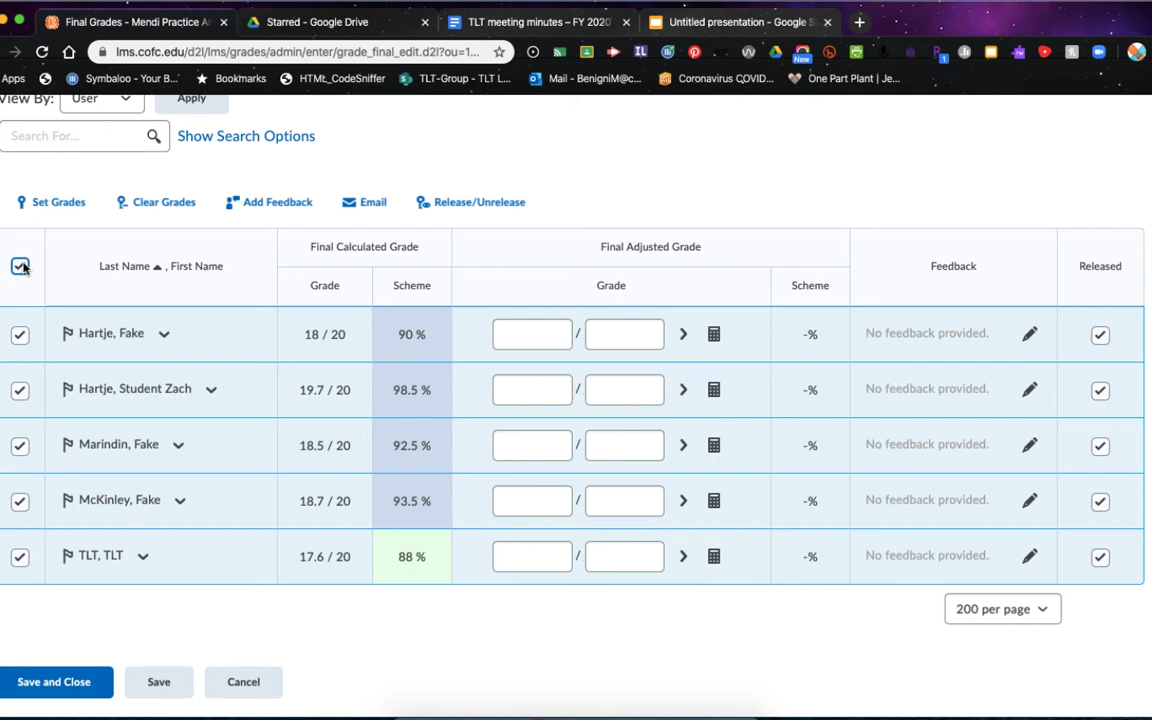 Final Grades - Mendi Practice A
Starred - Google Drive
TLT meeting minutes – FY 2020
Untitled presentation - Google S
lms.cofc.edu/d2l/lms/grades/admin/enter/grade_final_edit.d2l?ou=1...
New
1
Apps
Symbaloo - Your B...
Bookmarks
HTML_CodeSniffer
TLT-Group - TLT L...
Mail - BenigniM@c...
Coronavirus COVID...
One Part Plant | Je...
View By:
User
Apply
Search For...
Show Search Options
Set Grades
Clear Grades
Add Feedback
Email
Release/Unrelease
Last Name , First Name
Final Calculated Grade
Final Adjusted Grade
Feedback
Released
Grade
Scheme
Grade
Scheme
Hartje, Fake 18 / 20 90 % / -% No feedback provided.
Hartje, Student Zach 19.7 / 20 98.5 % / -% No feedback provided.
Marindin, Fake 18.5 / 20 92.5 % / -% No feedback provided.
McKinley, Fake 18.7 / 20 93.5 % / -% No feedback provided.
TLT, TLT 17.6 / 20 88 % / -% No feedback provided.
200 per page
Save and Close
Save
Cancel